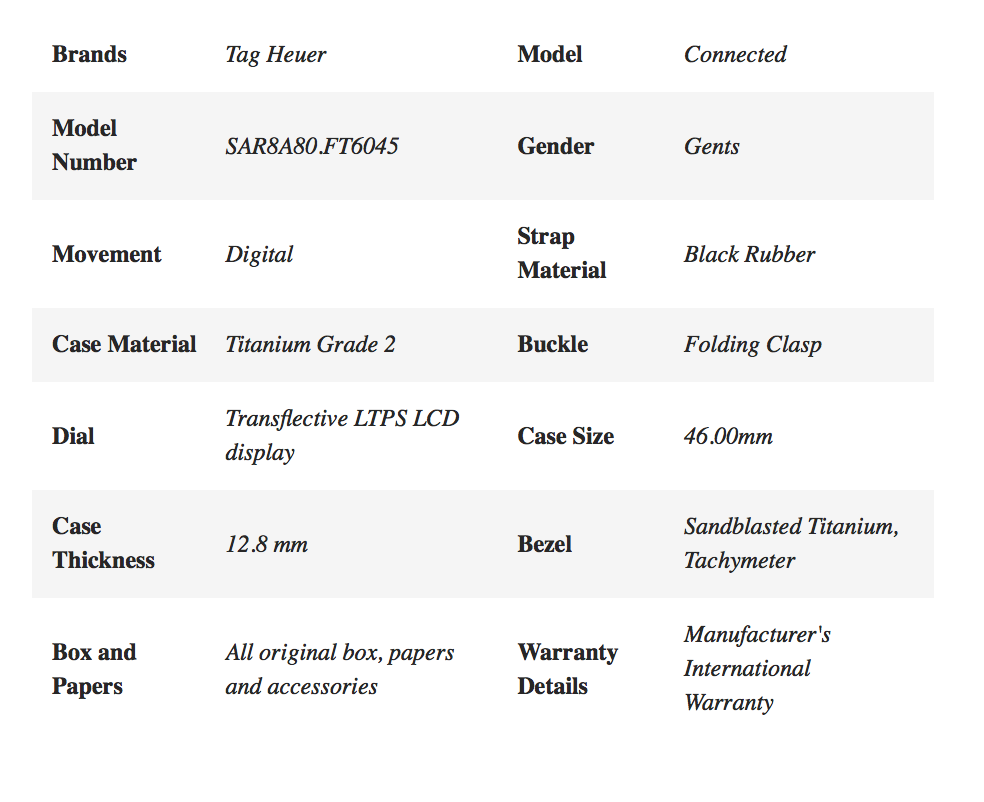 Brands Tag Heuer Model Connected
Model
Number
SAR8A80.FT6045 Gender Gents
Movement Digital
Strap
Material
Black Rubber
Case Material Titanium Grade 2 Buckle Folding Clasp
Dial
Transflective LTPS LCD
display
Case Size 46.00mm
Case
Thickness
12.8 mm Bezel
Sandblasted Titanium,
Tachymeter
Box and
Papers
All original box, papers
and accessories
Warranty
Details
Manufacturer's
International
Warranty